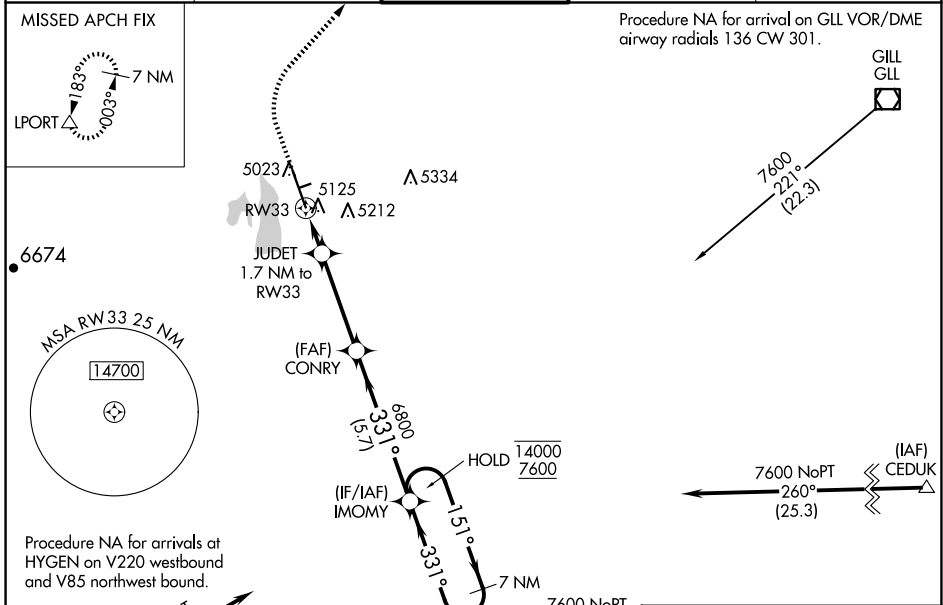 MISSED APCH FIX
7 NM
183°
003°
LPORT
Procedure NA for arrival on GLL VOR/DME
airway radials 136 CW 301.
GILL
GLL
7600
221°
(22.3)
5023
5334
5125
RW33
5212
6674
JUDET
1.7 NM to
RW33
MSA RW33 25 NM
14700
(FAF)
CONRY
6800
331°
(5.7)
HOLD
14000
7600
(IF/IAF)
IMOMY
151°
331°
7 NM
(IAF)
CEDUK
7600 NoPT
260°
(25.3)
Procedure NA for arrivals at
HYGEN on V220 westbound
and V85 northwest bound.
7600 NoPT